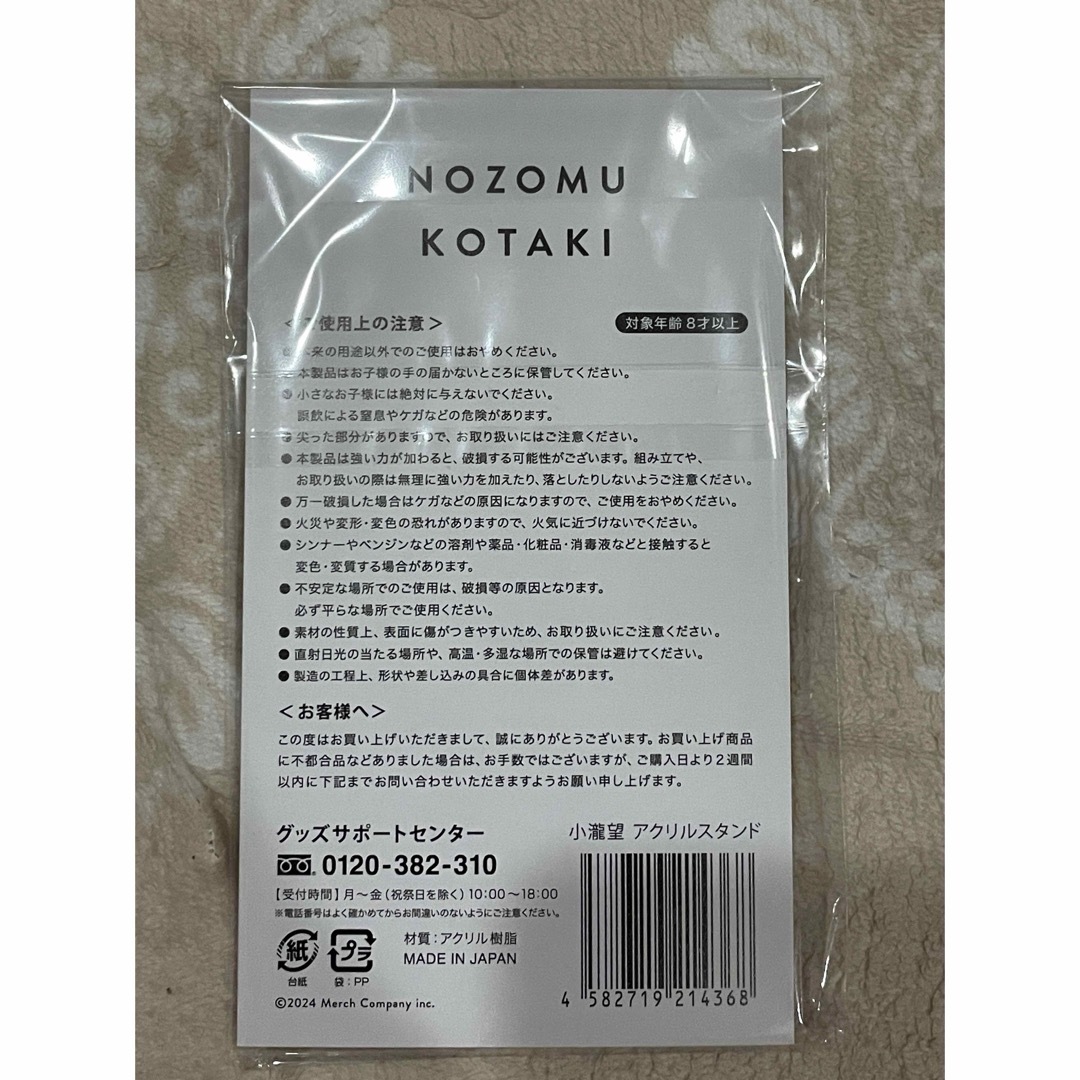 NOZOMU
KOTAKI
＜ご使用上の注意＞
対象年齢 8才以上
● 本来の用途以外でのご使用はおやめください。
● 本製品はお子様の手の届かないところに保管してください。
● 小さなお子様には絶対に与えないでください。
誤飲による窒息やケガなどの危険があります。
● 尖った部分がありますので、お取り扱いにはご注意ください。
● 本製品は強い力が加わると、破損する可能性がございます。組み立てや、
お取り扱いの際は無理に強い力を加えたり、落としたりしないようご注意ください。
● 万一破損した場合はケガなどの原因になりますので、ご使用をおやめください。
● 火災や変形・変色の恐れがありますので、火気に近づけないでください。
● シンナーやベンジンなどの溶剤や薬品・化粧品・消毒液などと接触すると
変色・変質する場合があります。
● 不安定な場所でのご使用は、破損等の原因となります。
必ず平らな場所でご使用ください。
● 素材の性質上、表面に傷がつきやすいため、お取り扱いにご注意ください。
● 直射日光の当たる場所や、高温・多湿な場所での保管は避けてください。
● 製造の工程上、形状や差し込みの具合に個体差があります。
＜お客様へ＞
この度はお買い上げいただきまして、誠にありがとうございます。お買い上げ商品
に不都合品などありました場合は、お手数ではございますが、ご購入日より2週間
以内に下記までお問い合わせいただきますようお願い申し上げます。
グッズサポートセンター
0120-382-310
【受付時間】月～金（祝祭日を除く）10:00～18:00
※電話番号はよく確かめてからお間違いのないようにご注意ください。
紙
台紙
プラ
袋：PP
材質：アクリル樹脂
MADE IN JAPAN
©2024 Merch Company inc.
小瀧望 アクリルスタンド
4 582719 214368